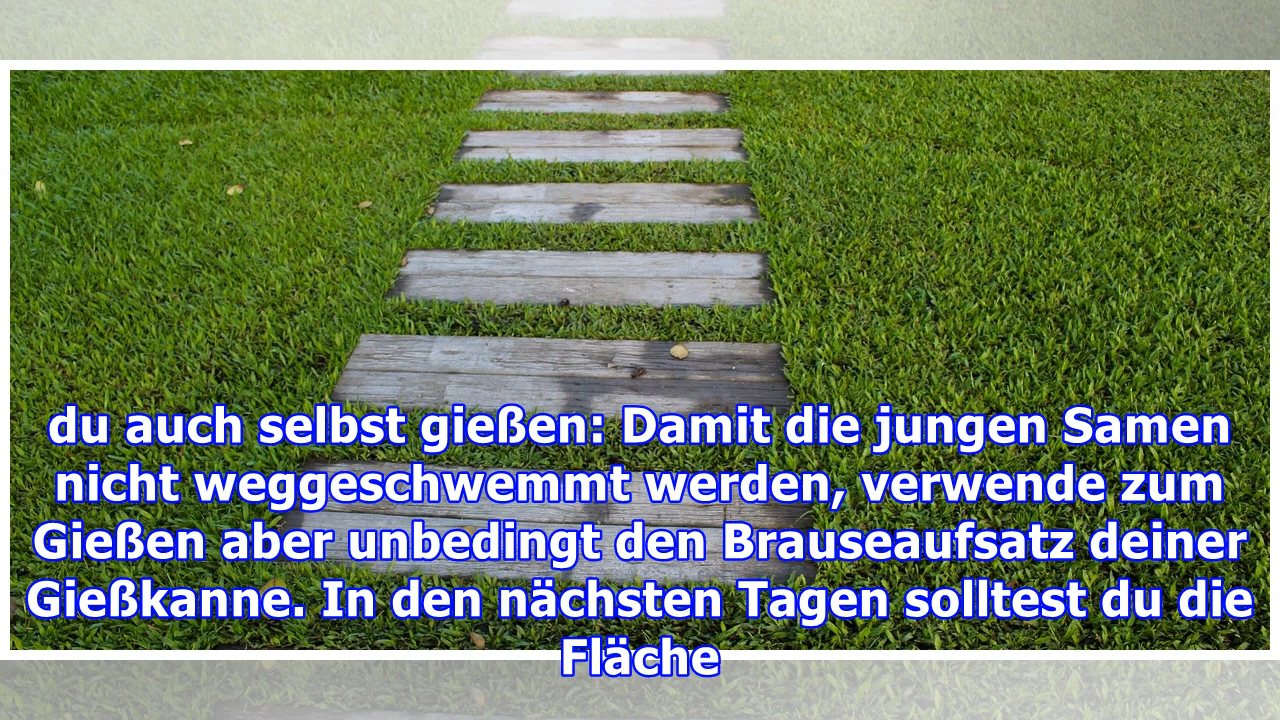 du auch selbst gießen: Damit die jungen Samen
nicht weggeschwemmt werden, verwende zum
Gießen aber unbedingt den Brauseaufsatz deiner
Gießkanne. In den nächsten Tagen solltest du die
Fläche